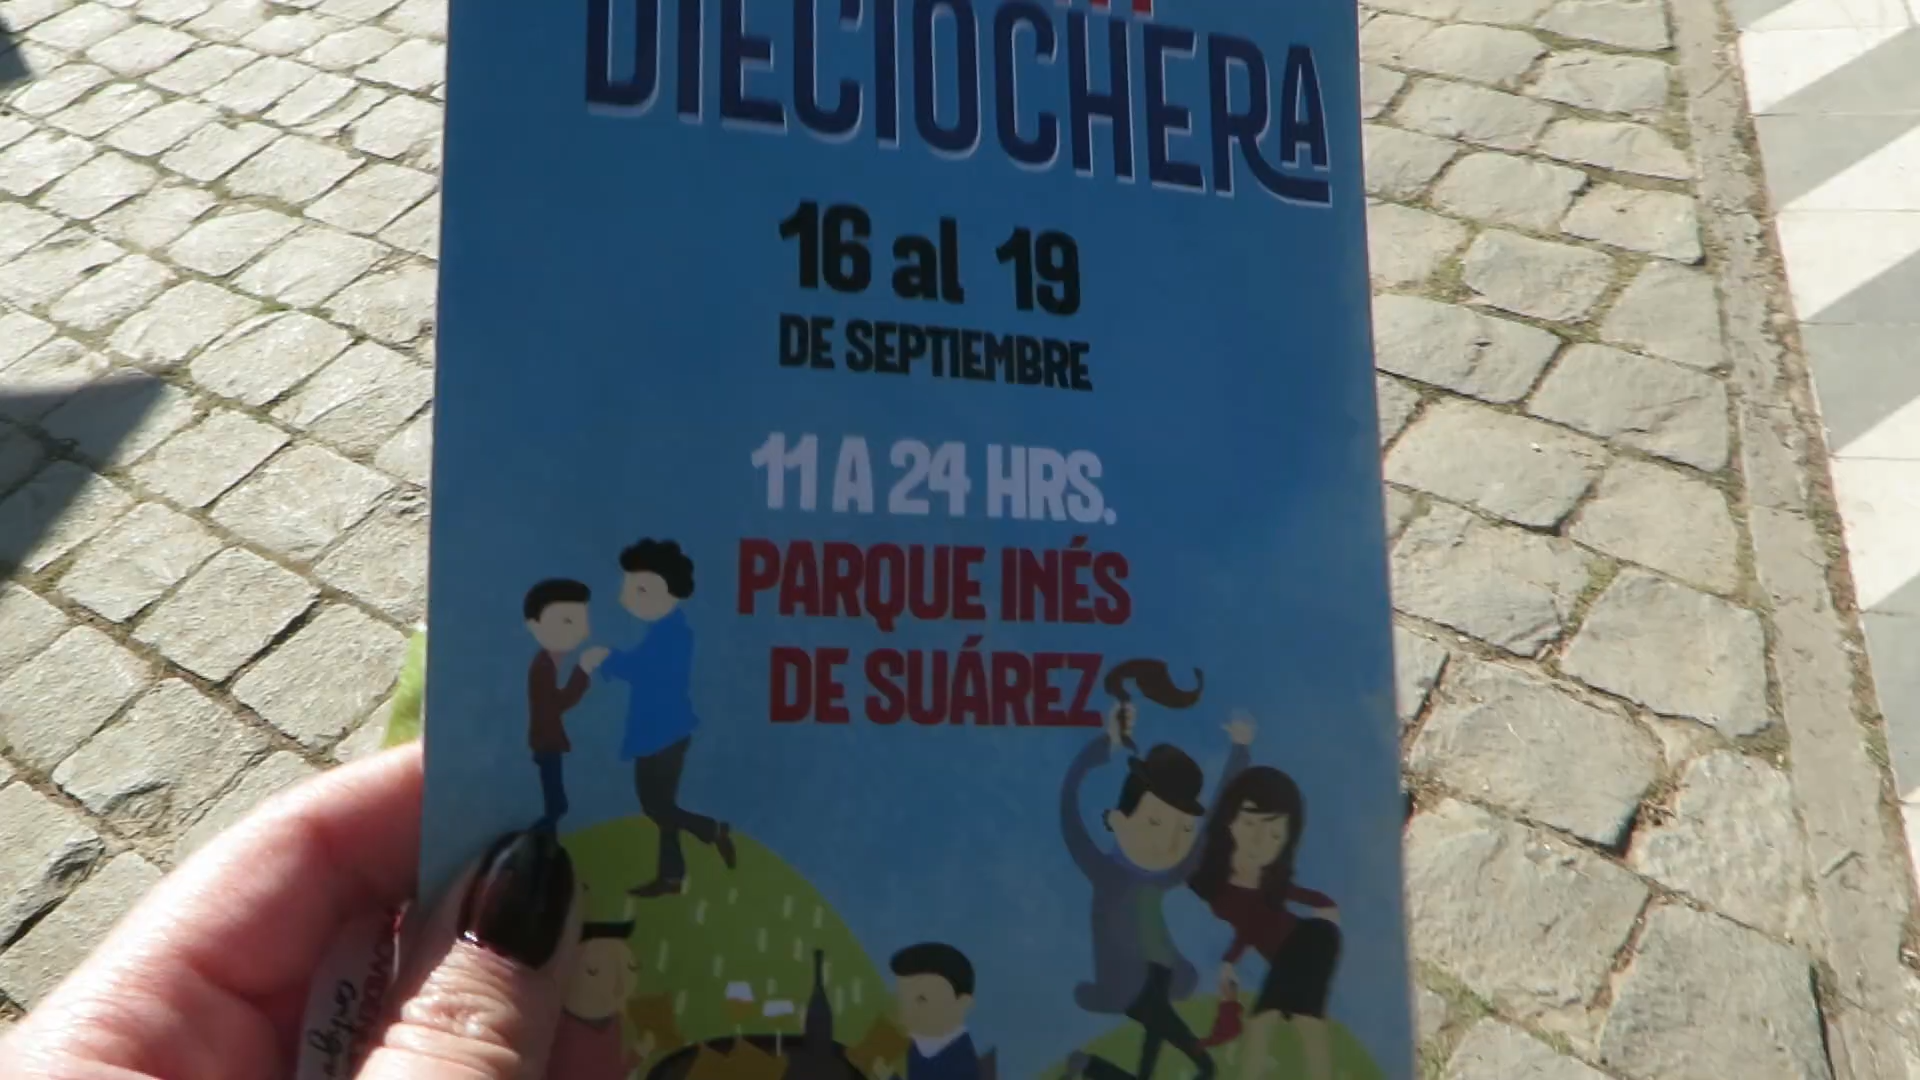 DIECIOCHERA
16 al 19
DE SEPTIEMBRE
11 A 24 HRS.
PARQUE INÉS
DE SUÁREZ